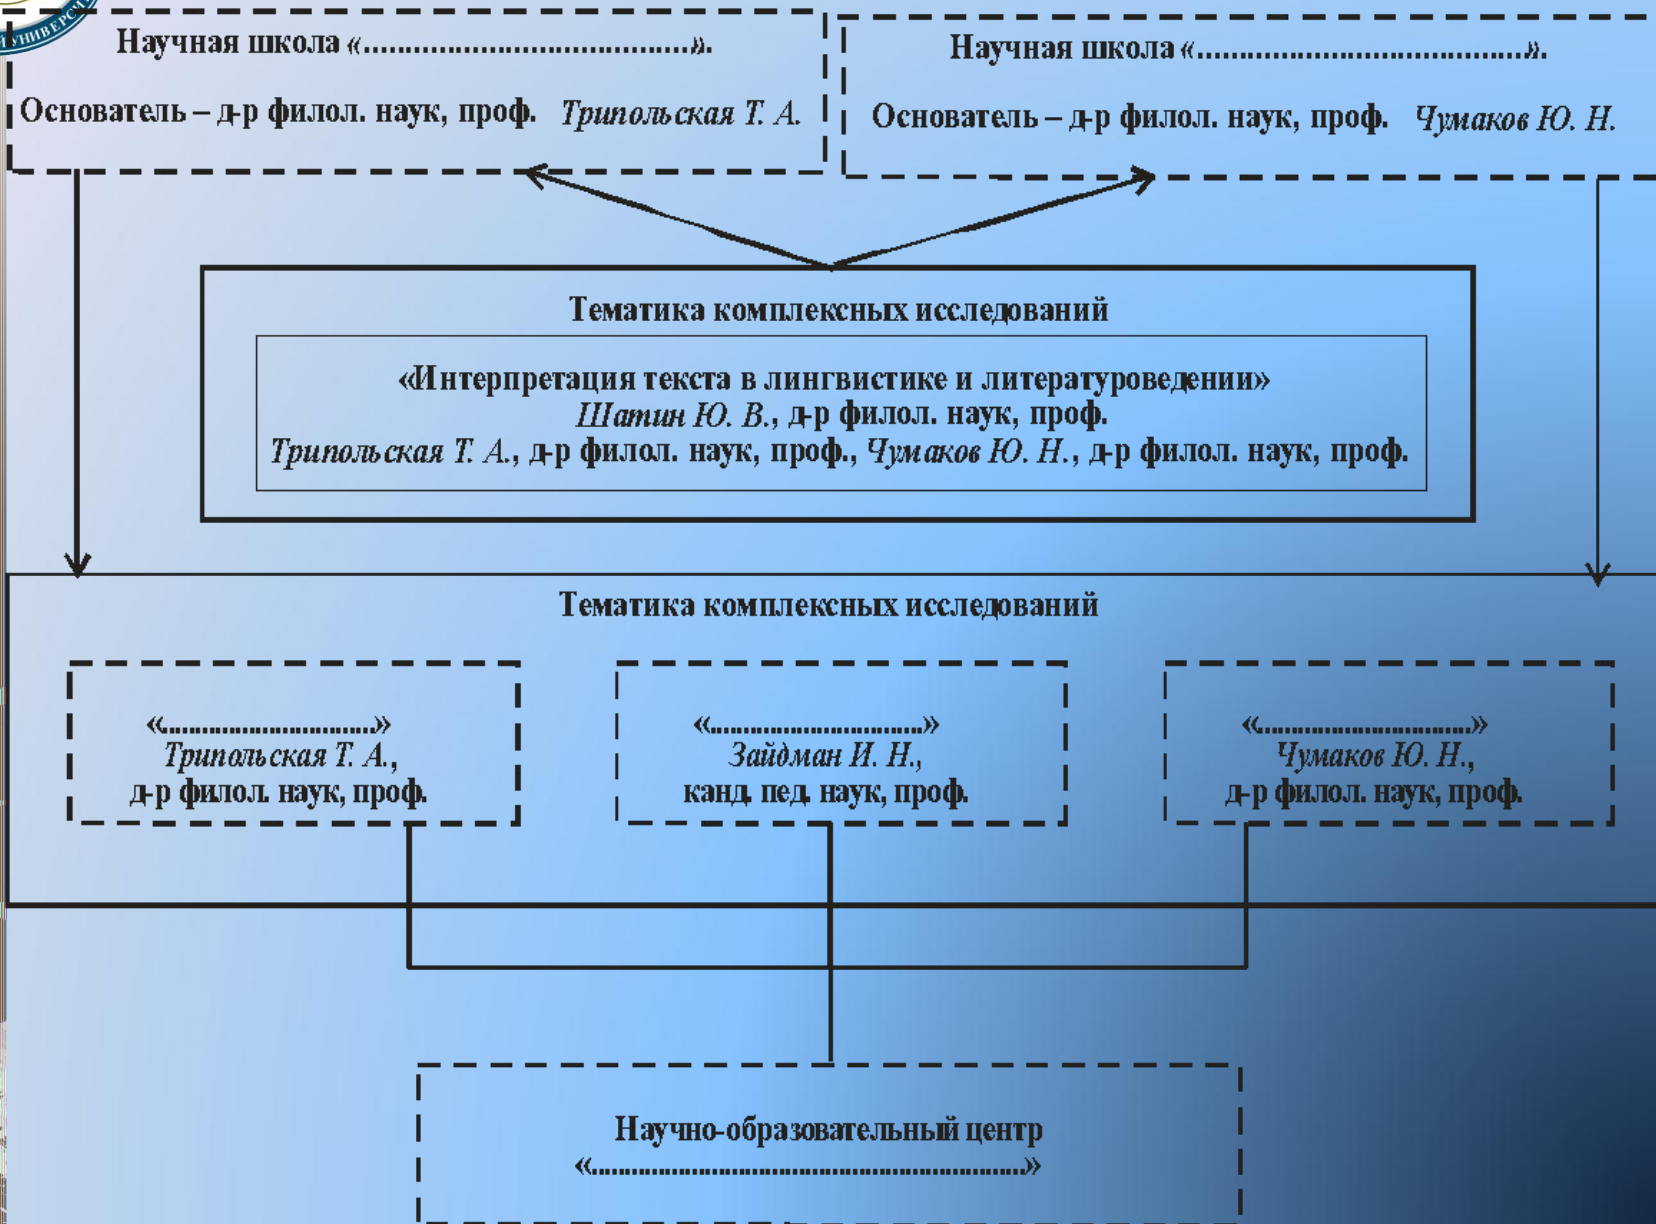 УНИВЕРСИ
Научная школа «.......................................».
Основатель – д-р филол. наук, проф. Трипольская Т. А.
Научная школа «.......................................».
Основатель – д-р филол. наук, проф. Чумаков Ю. Н.
Тематика комплексных исследований
«Интерпретация текста в лингвистике и литературоведении»
Шатин Ю. В., д-р филол. наук, проф.
Трипольская Т. А., д-р филол. наук, проф., Чумаков Ю. Н., д-р филол. наук, проф.
Тематика комплексных исследований
«................................»
Трипольская Т. А.,
д-р филол. наук, проф.
«................................»
Зайдман И. Н.,
канд. пед. наук, проф.
«................................»
Чумаков Ю. Н.,
д-р филол. наук, проф.
Научно-образовательный центр
«.................................................................»